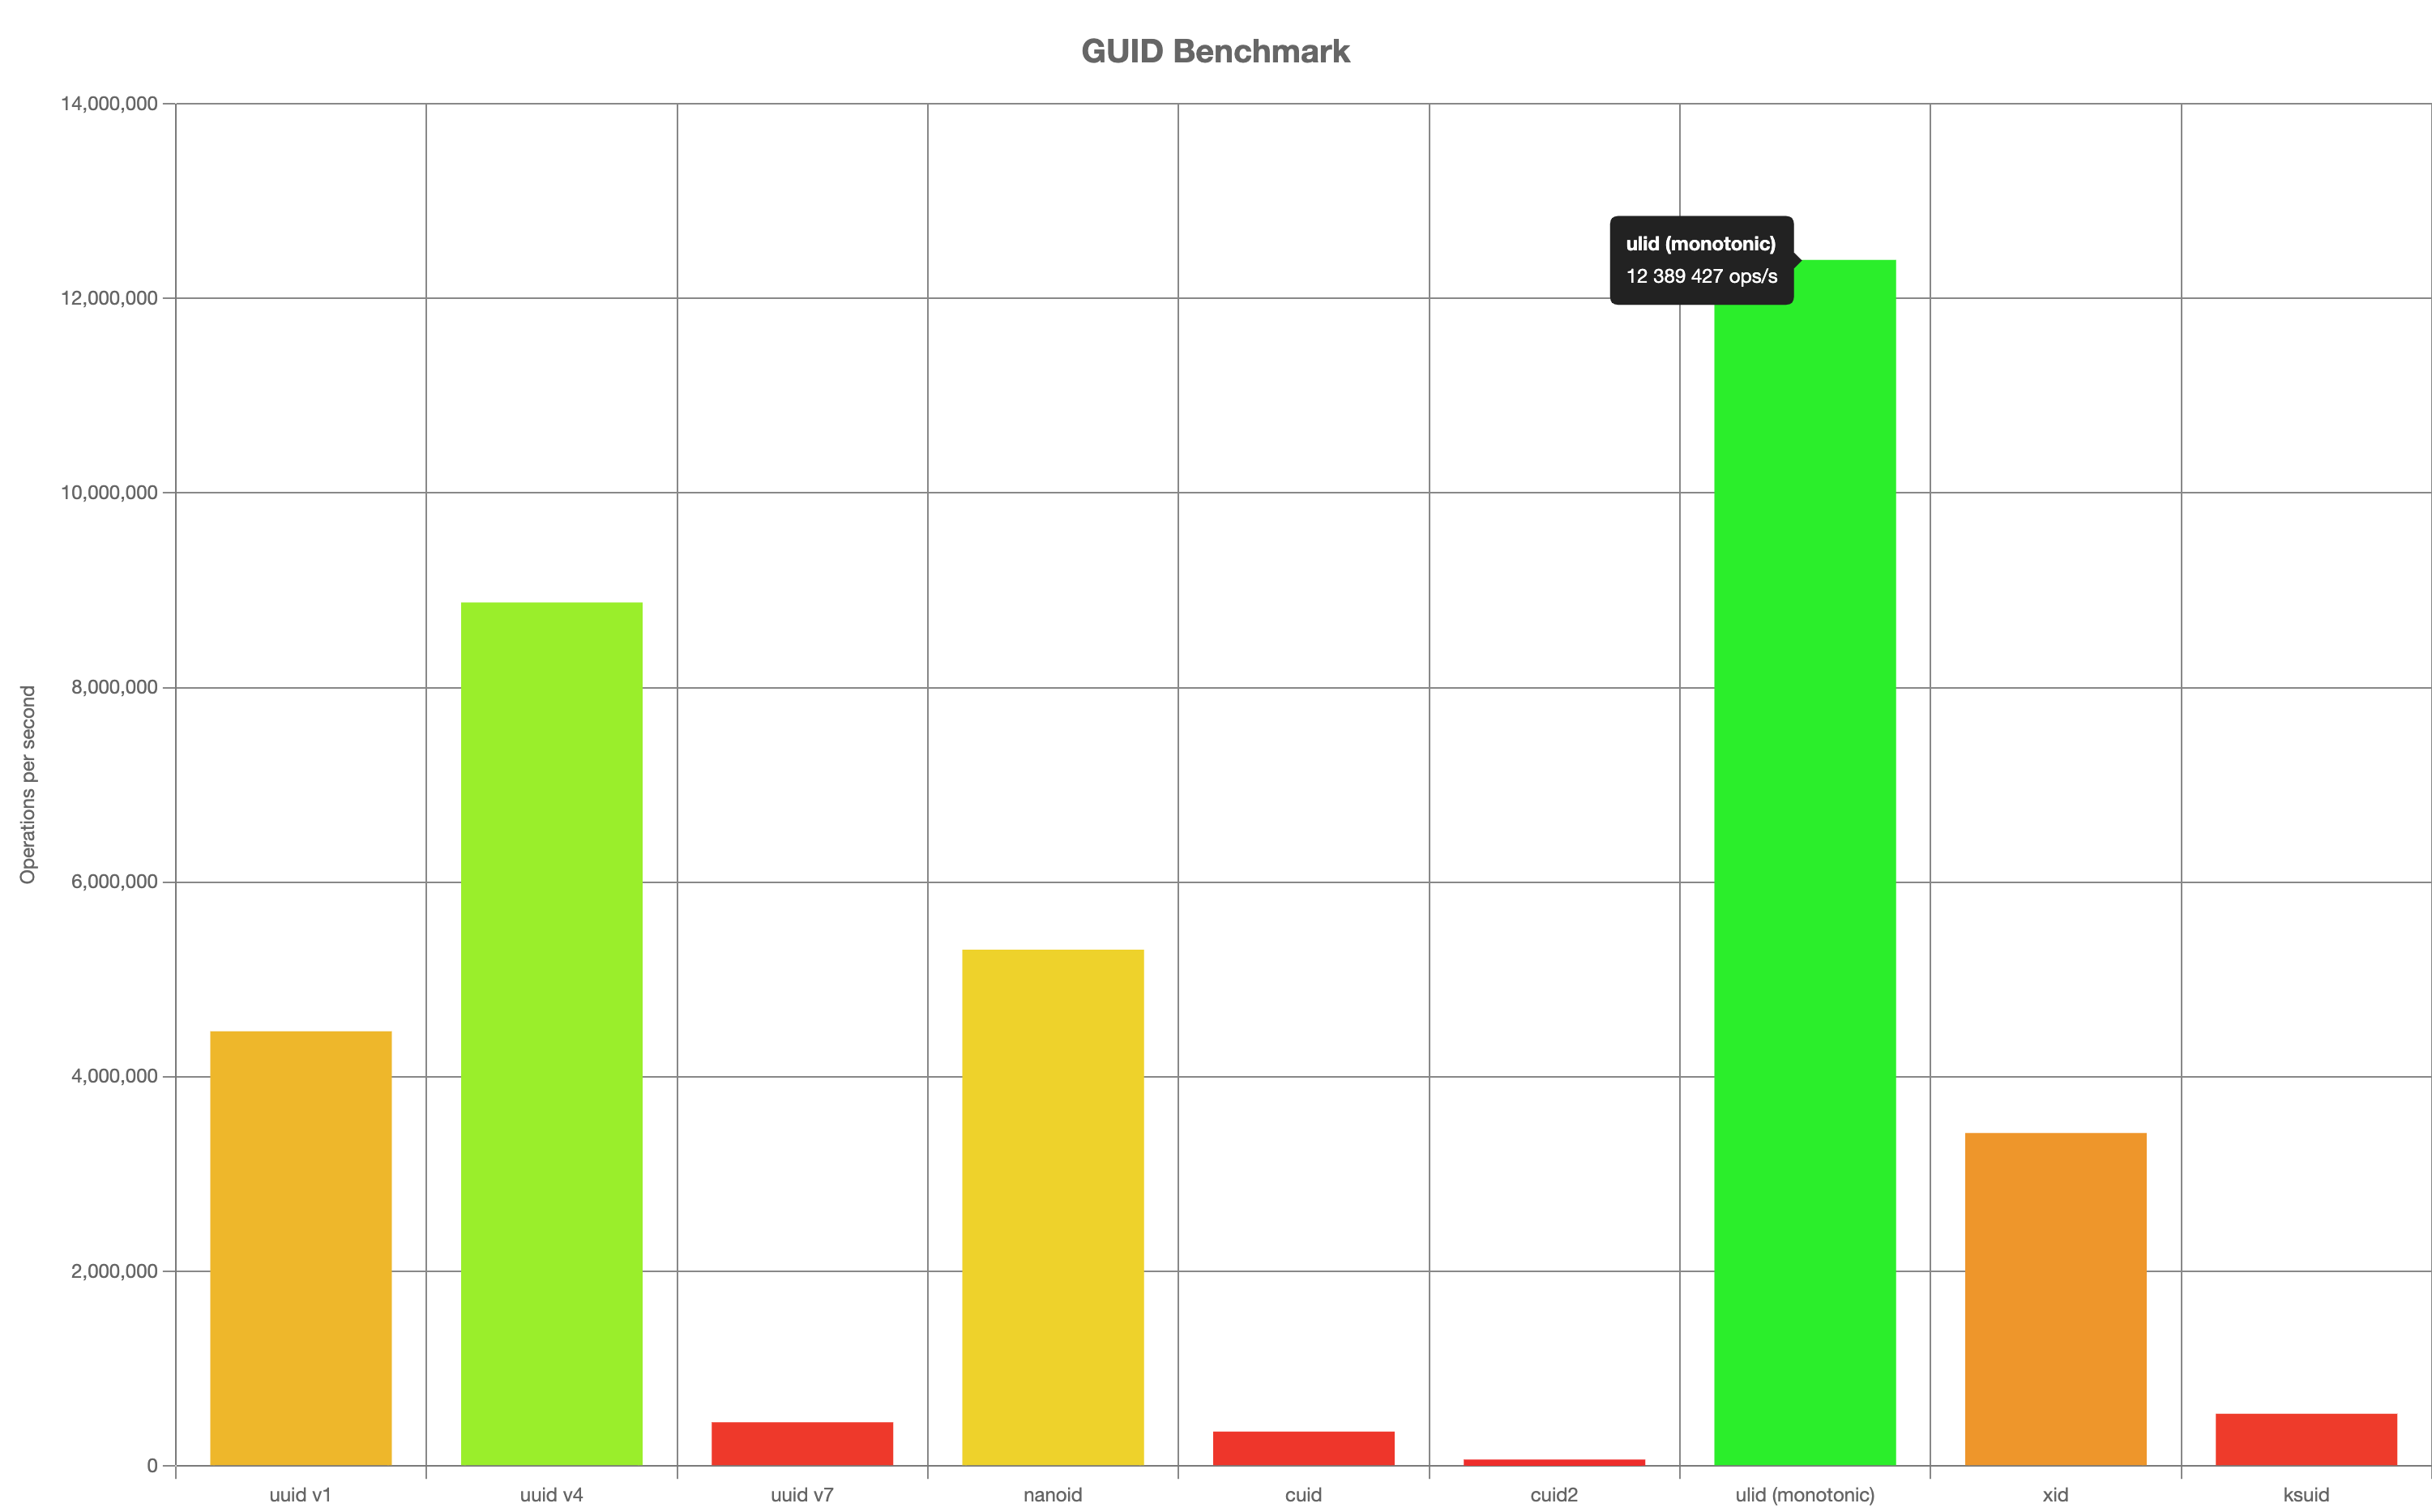 GUID Benchmark
14,000,000
12,000,000
10,000,000
8,000,000
6,000,000
4,000,000
2,000,000
0
Operations per second
ulid (monotonic)
12 389 427 ops/s
uuid v1
uuid v4
uuid v7
nanoid
cuid
cuid2
ulid (monotonic)
xid
ksuid